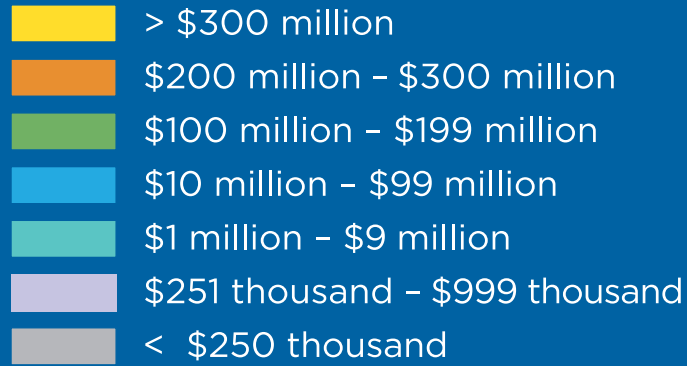 > $300 million
$200 million – $300 million
$100 million – $199 million
$10 million – $99 million
$1 million – $9 million
$251 thousand – $999 thousand
< $250 thousand